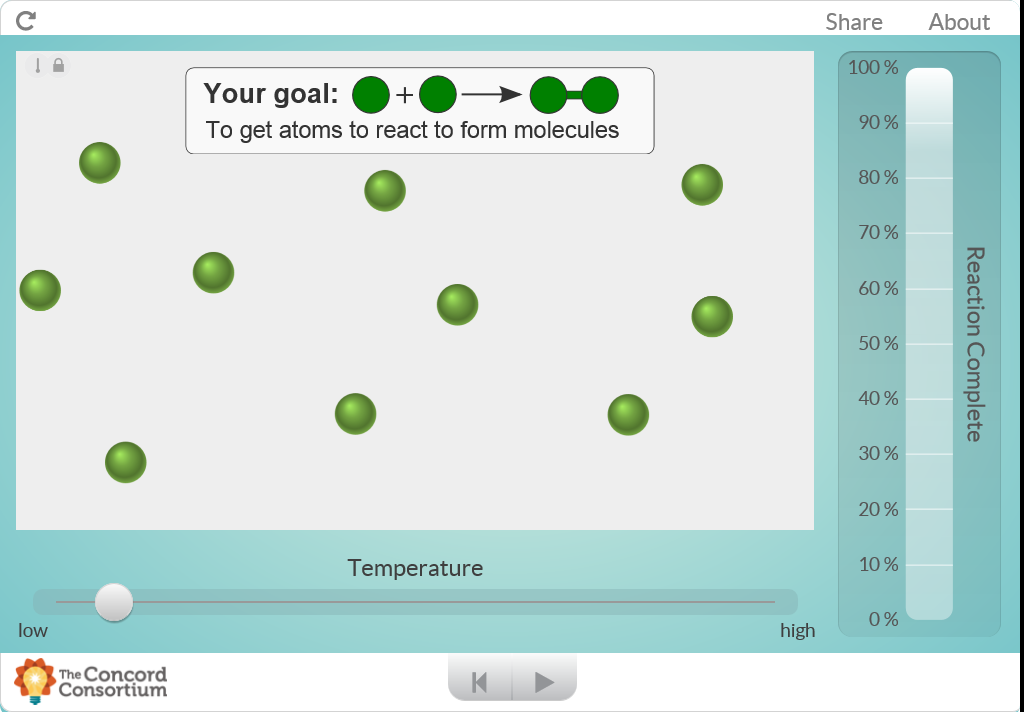 Share About
Your goal: + 
To get atoms to react to form molecules
100 %
90 %
80 %
70 %
60 %
50 %
40 %
30 %
20 %
10 %
0 %
Reaction Complete
Temperature
low high
The Concord
Consortium